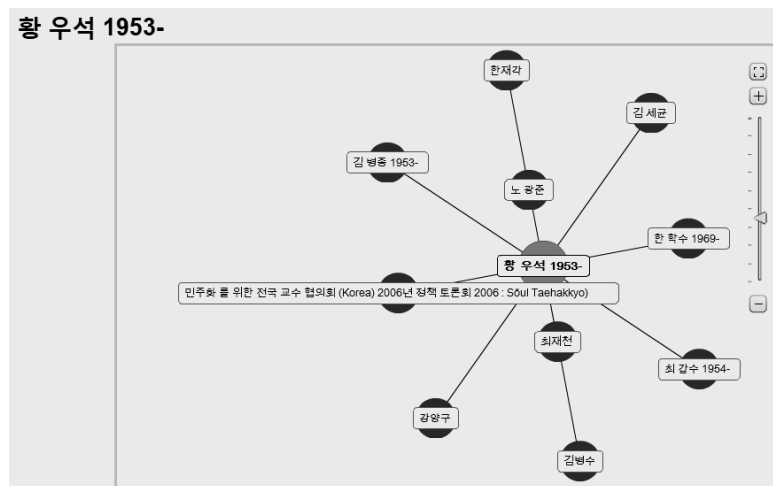 황 우석 1953-
한재각
김 세균
김 병종 1953-
노 광준
한 학수 1969-
황 우석 1953-
민주화 를 위한 전국 교수 협의회 (Korea) 2006년 정책 토론회 2006 : Sŏul Taehakkyo)
최재천
최 갑수 1954-
강양구
김병수